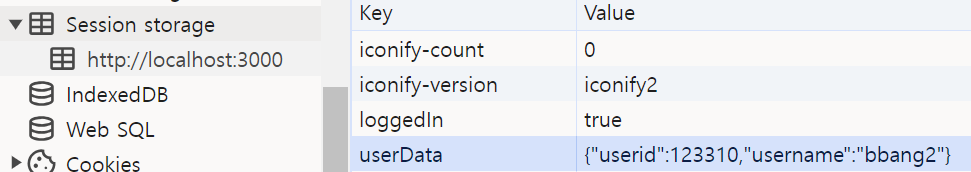 Session storage
http://localhost:3000
IndexedDB
Web SQL
Cookies
Key Value
iconify-count 0
iconify-version iconify2
loggedIn true
userData {"userid":123310,"username":"bbang2"}